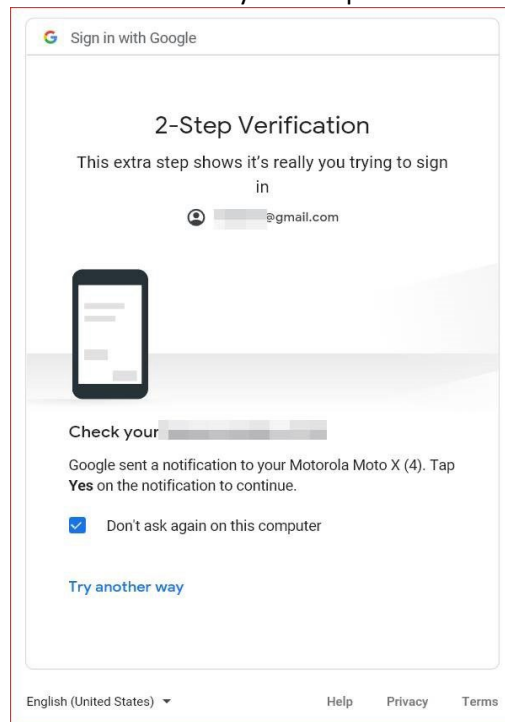 Sign in with Google
2-Step Verification
This extra step shows it's really you trying to sign
in
@gmail.com
Check your
Google sent a notification to your Motorola Moto X (4). Tap
Yes on the notification to continue.
Don't ask again on this computer
Try another way
English (United States)
Help Privacy Terms